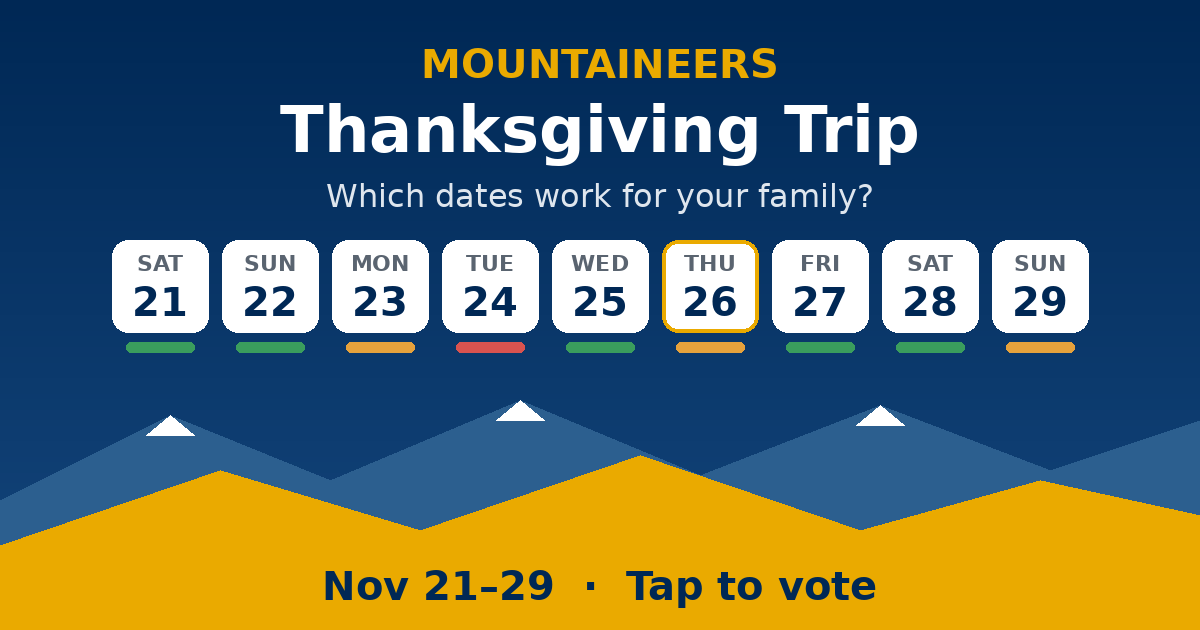 MOUNTAINEERS
Thanksgiving Trip
Which dates work for your family?
SAT SUN MON TUE WED THU FRI SAT SUN
21 22 23 24 25 26 27 28 29
Nov 21–29 · Tap to vote